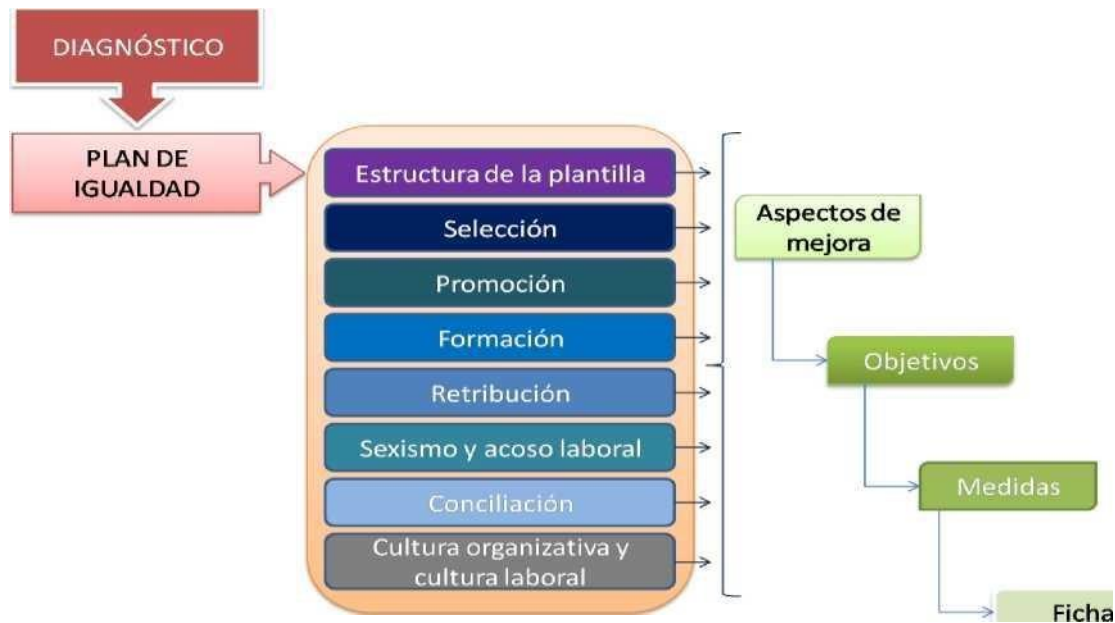 DIAGNÓSTICO
PLAN DE
IGUALDAD
Estructura de la plantilla
Selección
Promoción
Formación
Retribución
Sexismo y acoso laboral
Conciliación
Cultura organizativa y
cultura laboral
Aspectos de
mejora
Objetivos
Medidas
Ficha